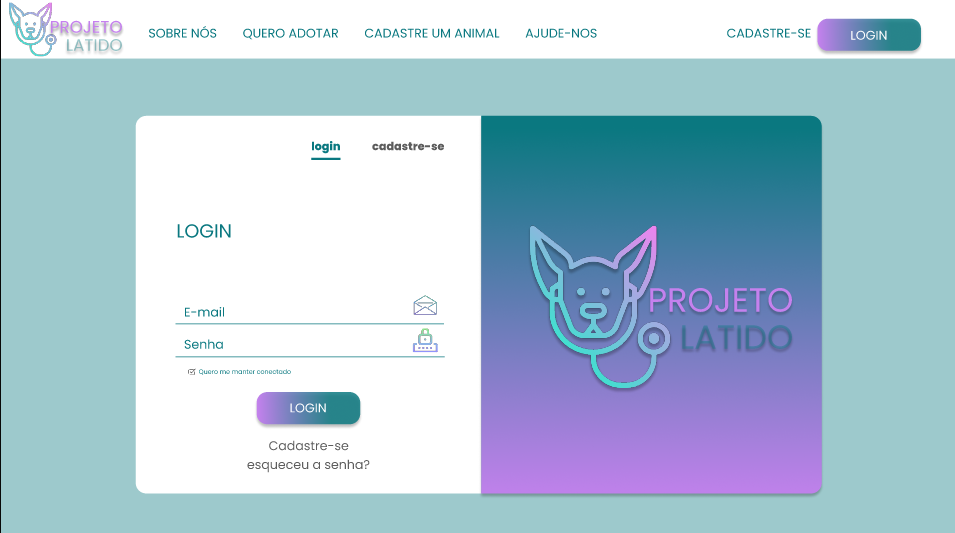 PROJETO
LATIDO
SOBRE NÓS QUERO ADOTAR CADASTRE UM ANIMAL AJUDE-NOS CADASTRE-SE LOGIN
login cadastre-se
LOGIN
E-mail
Senha
Quero me manter conectado
LOGIN
Cadastre-se
esqueceu a senha?
PROJETO
LATIDO